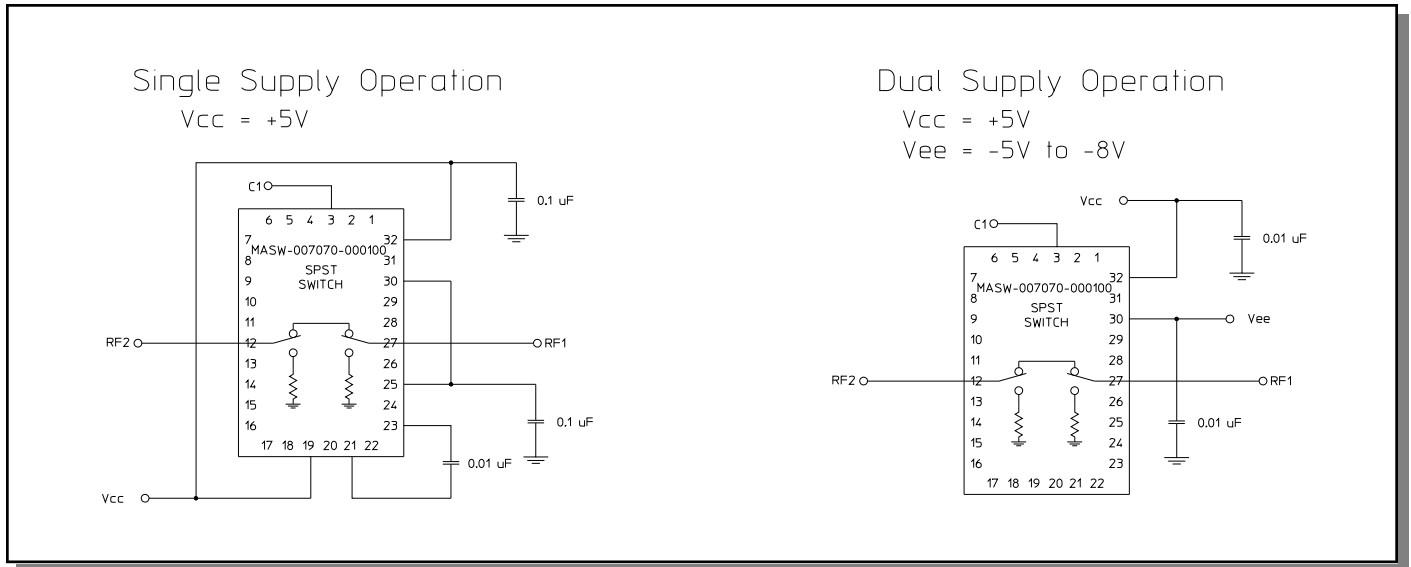 Single Supply Operation
Vcc = +5V
C1
0.1 uF
6 5 4 3 2 1
7 32
MASW-007070-000100
8 31
SPST
9 30
SWITCH
10 29
11 28
RF2 12 27 RF1
13 26
14 25
15 24
0.1 uF
16 23
17 18 19 20 21 22
0.01 uF
Vcc
Dual Supply Operation
Vcc = +5V
Vee = -5V to -8V
Vcc
C1
0.01 uF
6 5 4 3 2 1
7 32
MASW-007070-000100
8 31
SPST
9 30 Vee
SWITCH
10 29
11 28
RF2 12 27 RF1
13 26
14 25
0.01 uF
15 24
16 23
17 18 19 20 21 22